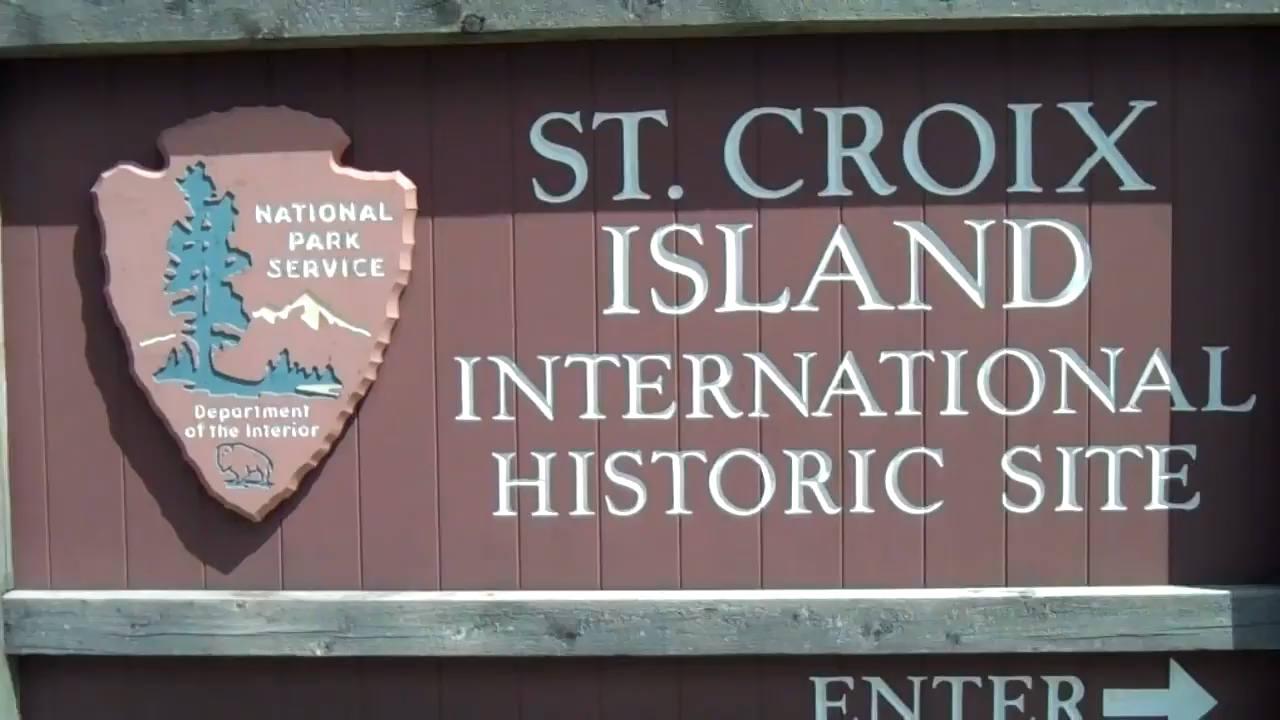 NATIONAL
PARK
SERVICE
Department
of the Interior
ST. CROIX
ISLAND
INTERNATIONAL
HISTORIC SITE
ENTER